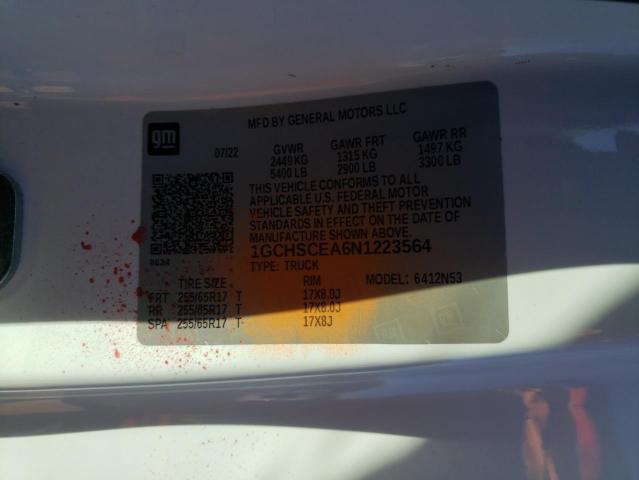 gm
MFD BY GENERAL MOTORS LLC
07/22 GVWR GAWR FRT GAWR RR
2449 KG 1315 KG 1497 KG
5400 LB 2900 LB 3300 LB
THIS VEHICLE CONFORMS TO ALL
APPLICABLE U.S. FEDERAL MOTOR
VEHICLE SAFETY AND THEFT PREVENTION
STANDARDS IN EFFECT ON THE DATE OF
MANUFACTURE SHOWN ABOVE.
1GCHSCEA6N1223564
TYPE: TRUCK MODEL: 6412N53
TIRE SIZE RIM
FRT 255/65R17 T 17X8.0J
RR 255/65R17 T 17X8.0J
SPA 255/65R17 T 17X8J